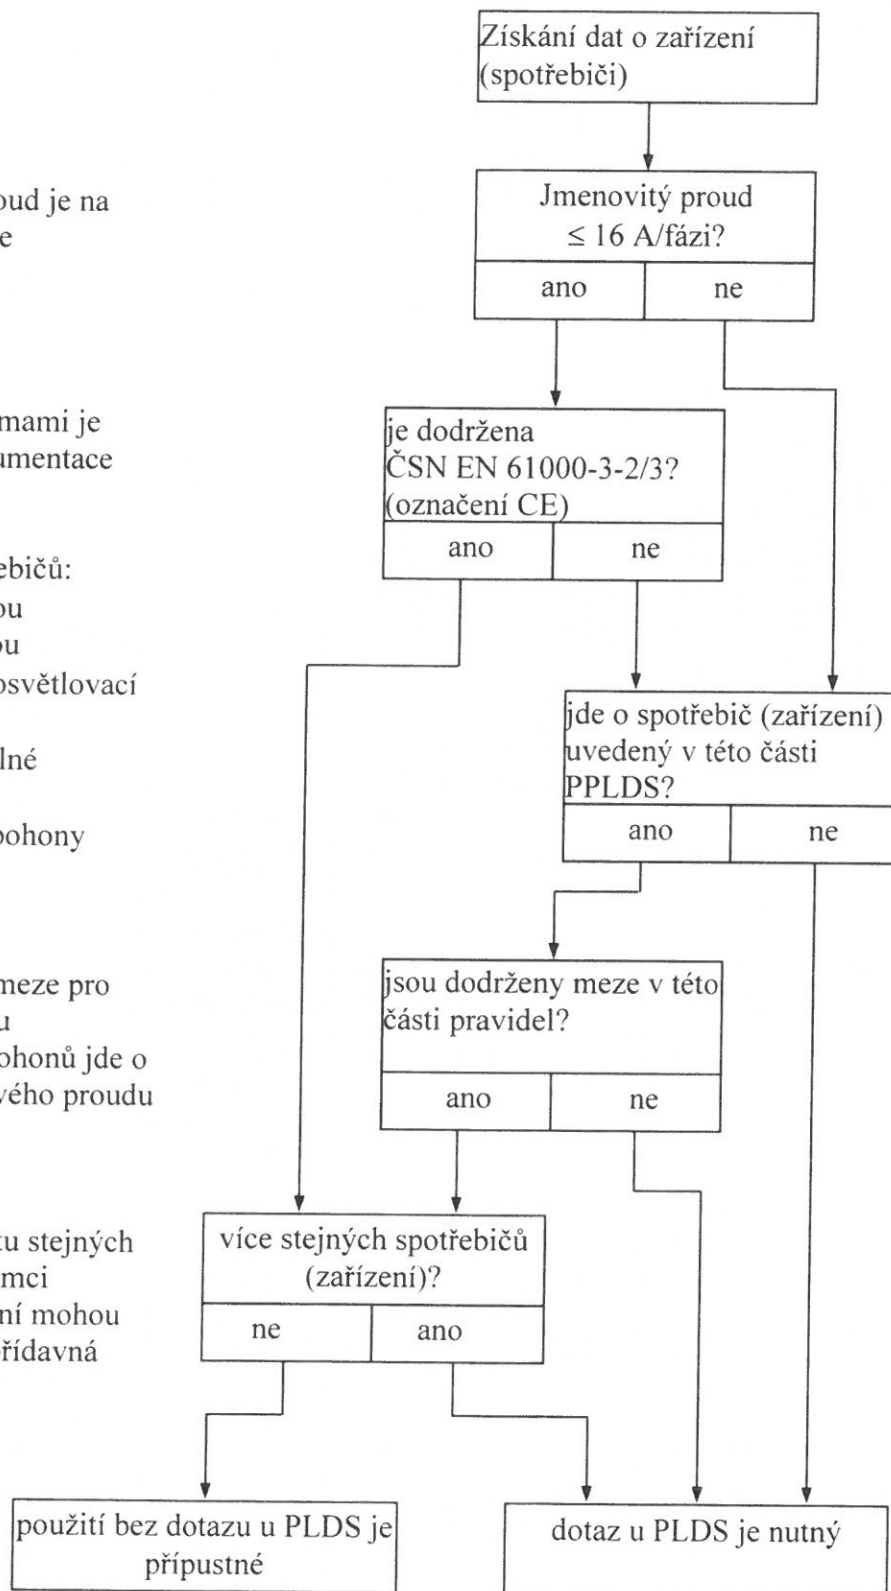 Získání dat o zařízení
(spotřebiči)
oud je na
e
Jmenovitý proud
≤ 16 A/fázi?
ano
ne
mami je
umentace
je dodržena
ČSN EN 61000-3-2/3?
(označení CE)
ano
ne
ebičů:
ou
ou
osvětlovací
lné
pohony
jde o spotřebič (zařízení)
uvedený v této části
PPLDS?
ano
ne
meze pro
u
ohonů jde o
vého proudu
jsou dodrženy meze v této
části pravidel?
ano
ne
tu stejných
mci
ní mohou
řídavná
více stejných spotřebičů
(zařízení)?
ne
ano
použití bez dotazu u PLDS je
přípustné
dotaz u PLDS je nutný